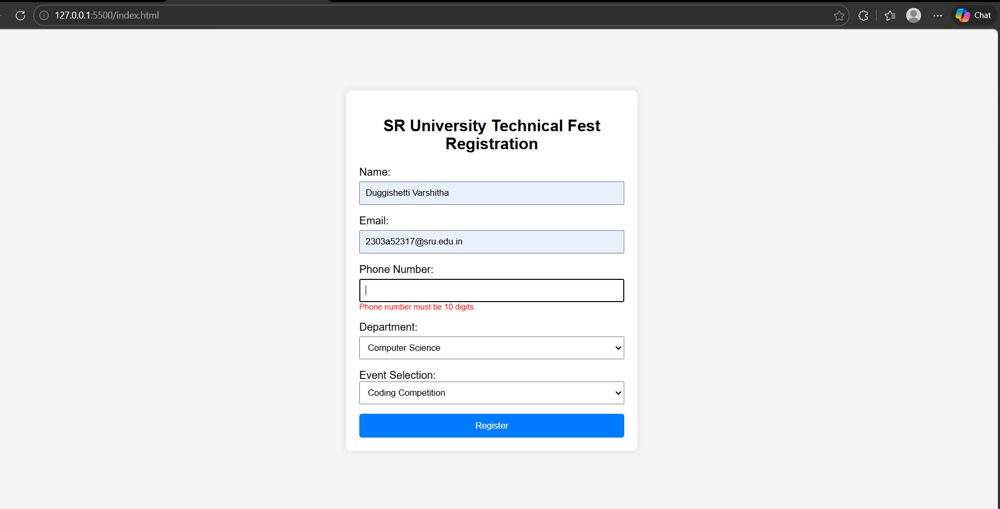 127.0.0.1:5500/index.html
Chat
SR University Technical Fest
Registration
Name:
Duggishetti Varshitha
Email:
2303a52317@sru.edu.in
Phone Number:
Phone number must be 10 digits.
Department:
Computer Science
Event Selection:
Coding Competition
Register